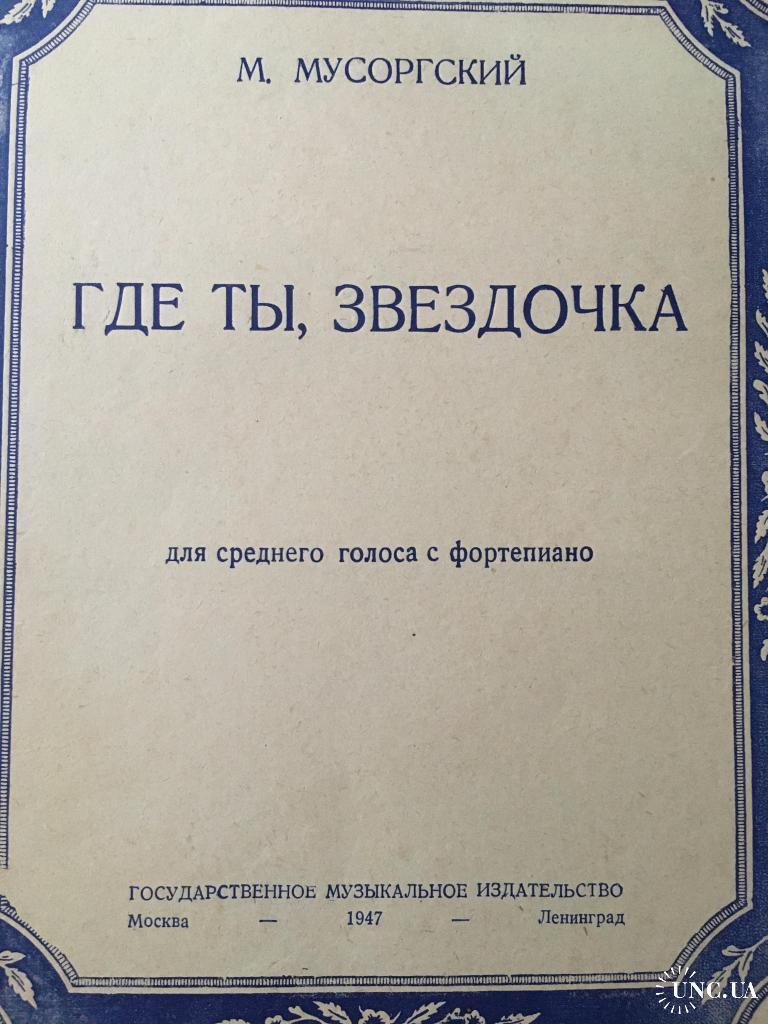 М. МУСОРГСКИЙ
ГДЕ ТЫ, ЗВЕЗДОЧКА
для среднего голоса с фортепиано
ГОСУДАРСТВЕННОЕ МУЗЫКАЛЬНОЕ ИЗДАТЕЛЬСТВО
Москва — 1947 — Ленинград
UNC.UA